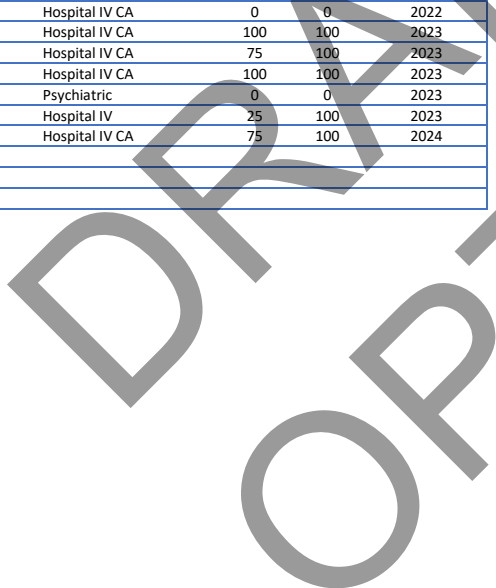 Hospital IV CA 0 0 2022
Hospital IV CA 100 100 2023
Hospital IV CA 75 100 2023
Hospital IV CA 100 100 2023
Psychiatric 0 0 2023
Hospital IV 25 100 2023
Hospital IV CA 75 100 2024
DRA
OP